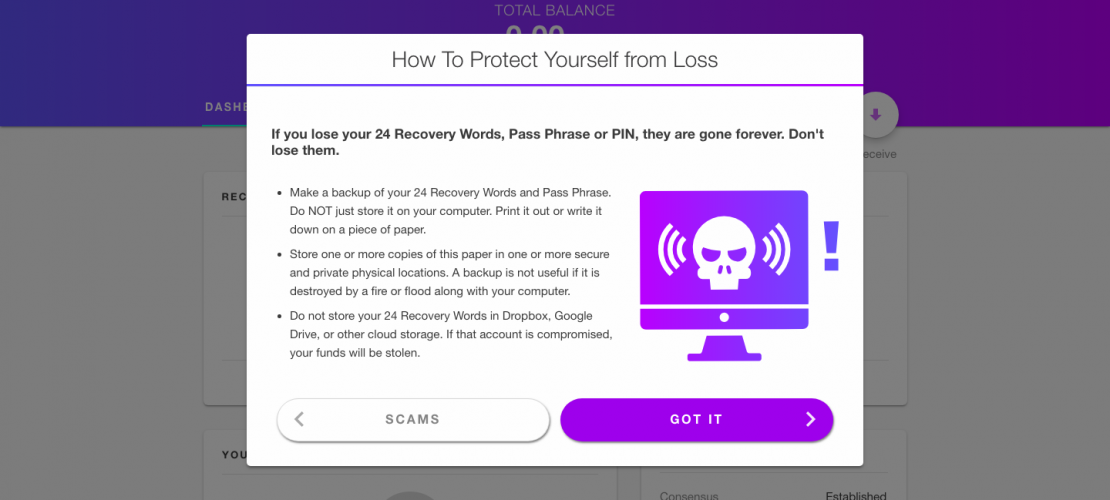 TOTAL BALANCE
How To Protect Yourself from Loss
If you lose your 24 Recovery Words, Pass Phrase or PIN, they are gone forever. Don't
lose them.
• Make a backup of your 24 Recovery Words and Pass Phrase.
Do NOT just store it on your computer. Print it out or write it
down on a piece of paper.
• Store one or more copies of this paper in one or more secure
and private physical locations. A backup is not useful if it is
destroyed by a fire or flood along with your computer.
• Do not store your 24 Recovery Words in Dropbox, Google
Drive, or other cloud storage. If that account is compromised,
your funds will be stolen.
!
SCAMS
GOT IT
DASHE
eceive
REC
YOU
Consensus
Established